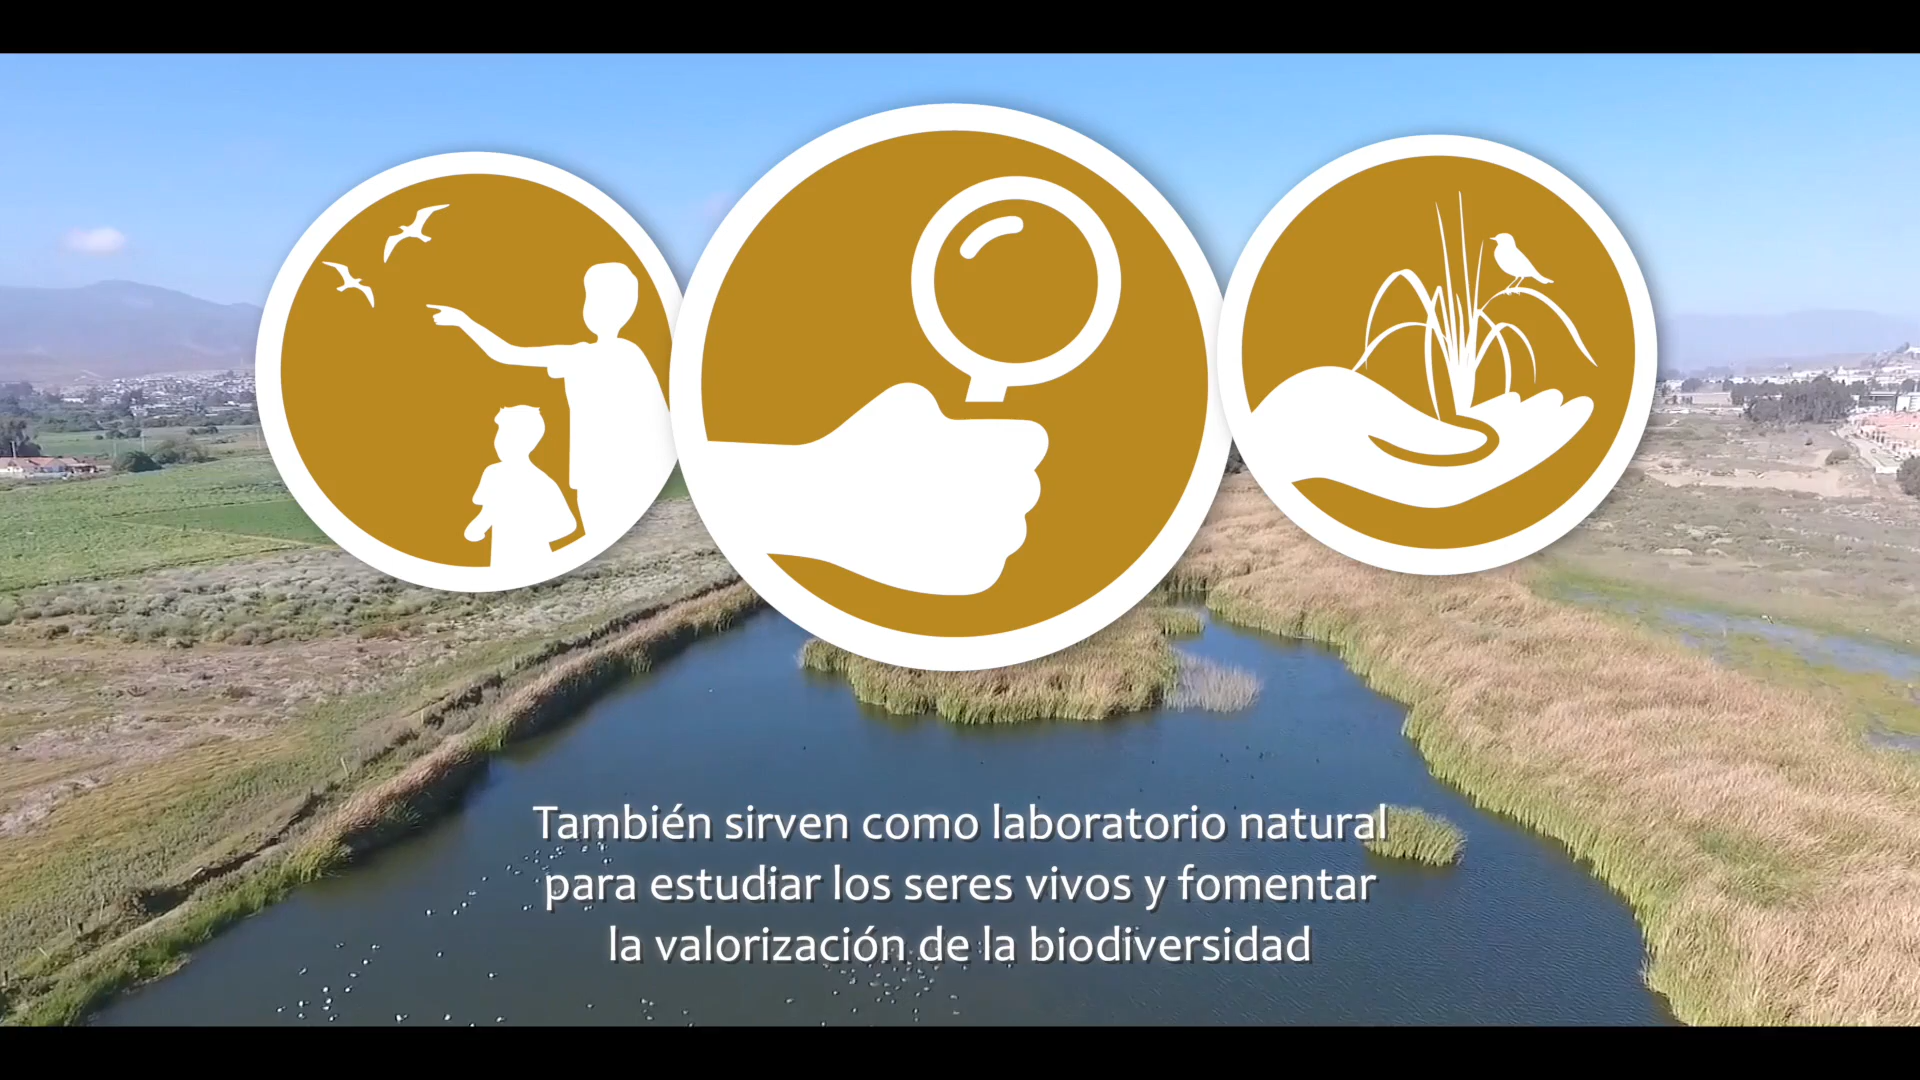 También sirven como laboratorio natural
para estudiar los seres vivos y fomentar
la valorización de la biodiversidad